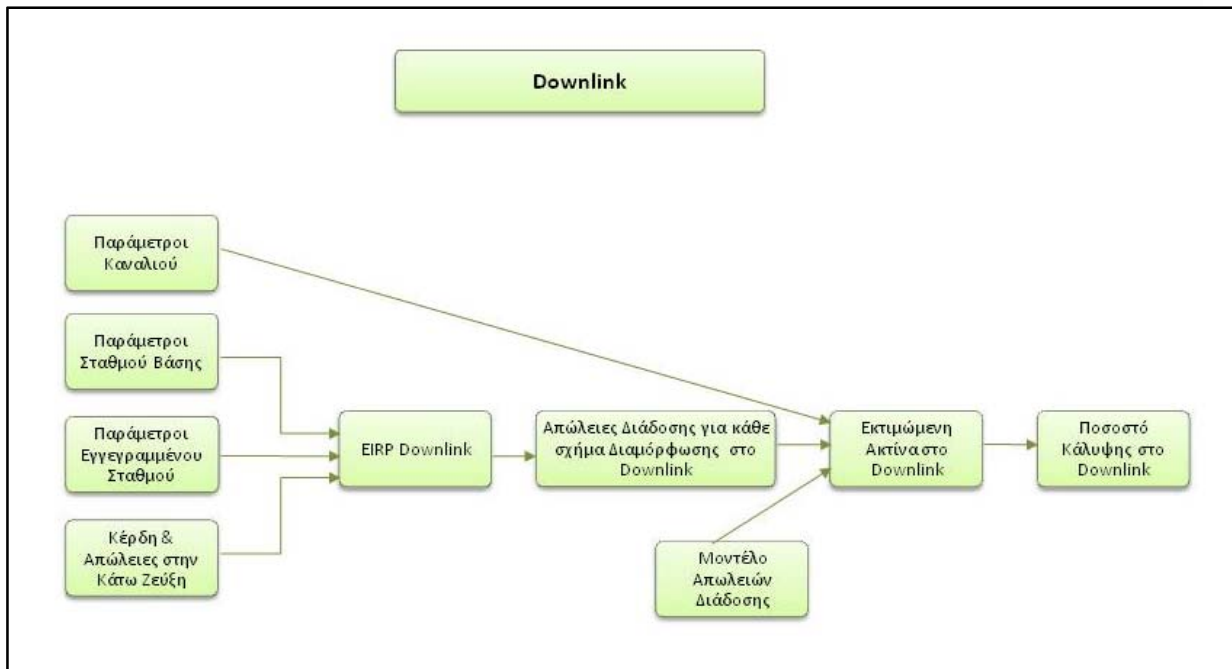 Downlink
Παράμετροι
Καναλιού
Παράμετροι
Σταθμού Βάσης
Παράμετροι
Εγγεγραμμένου
Σταθμού
Κέρδη &
Απώλειες στην
Κάτω Ζεύξη
EIRP Downlink
Απώλειες Διάδοσης για κάθε
σχήμα Διαμόρφωσης στο
Downlink
Μοντέλο
Απωλειών
Διάδοσης
Εκτιμώμενη
Ακτίνα στο
Downlink
Ποσοστό
Κάλυψης στο
Downlink